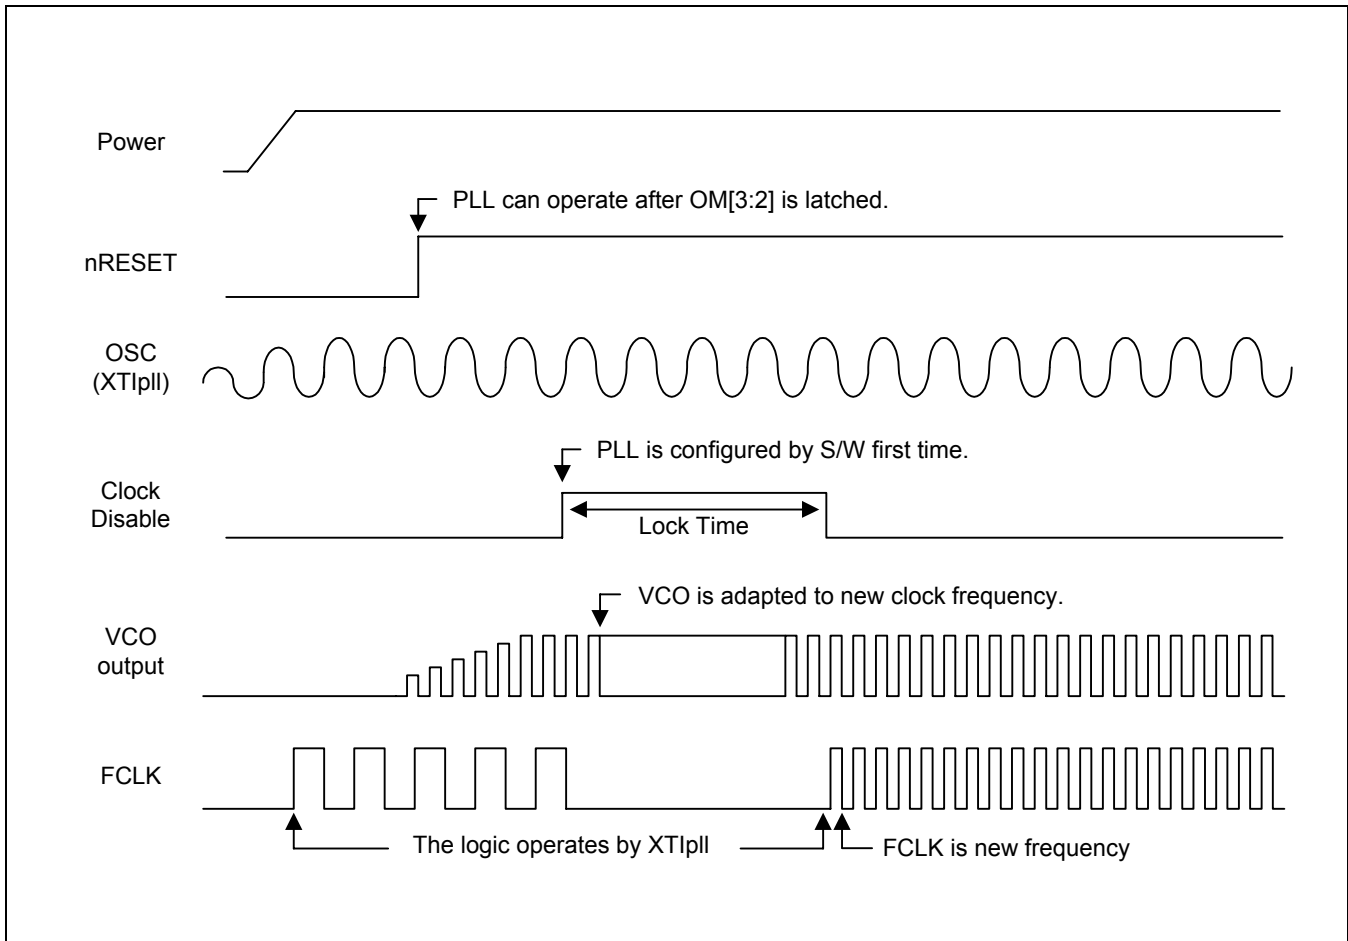 Power
PLL can operate after OM[3:2] is latched.
nRESET
OSC
(XTIpll)
PLL is configured by S/W first time.
Clock
Disable
Lock Time
VCO is adapted to new clock frequency.
VCO
output
FCLK
The logic operates by XTIpll
FCLK is new frequency